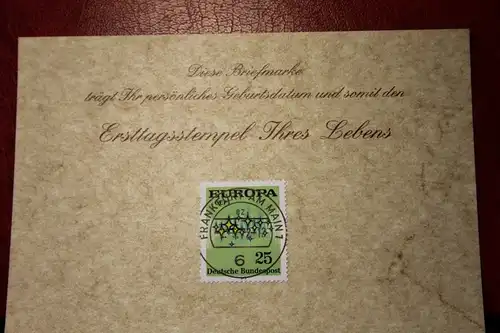 Diese Briefmarke
trägt Ihr persönliches Geburtsdatum und somit den
Ersttagsstempel Ihres Lebens
EUROPA
FRANKFURT AM MAIN 1
6
25
Deutsche Bundespost